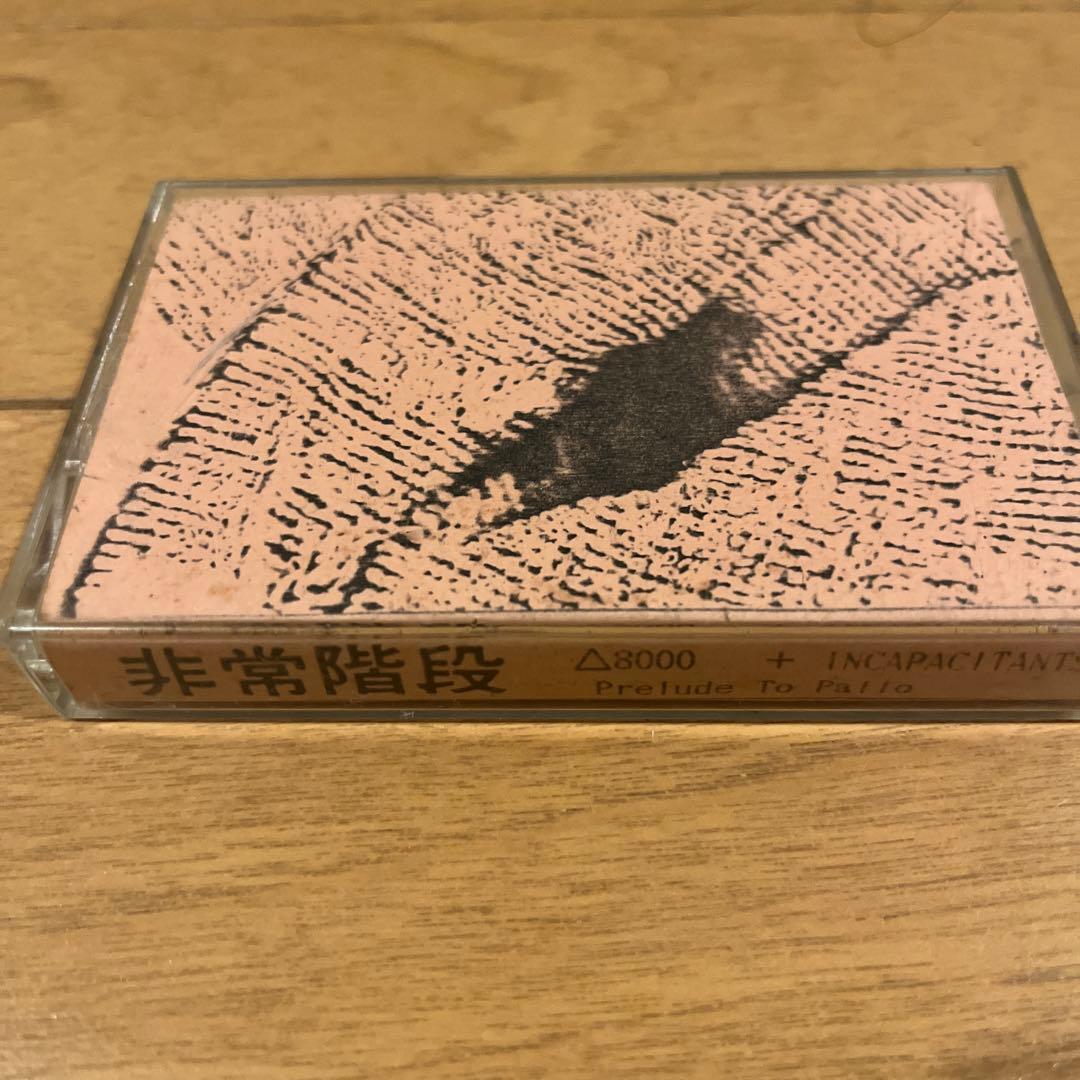 非常階段 △8000 + INCAPACITANTS
Prelude To Pallo